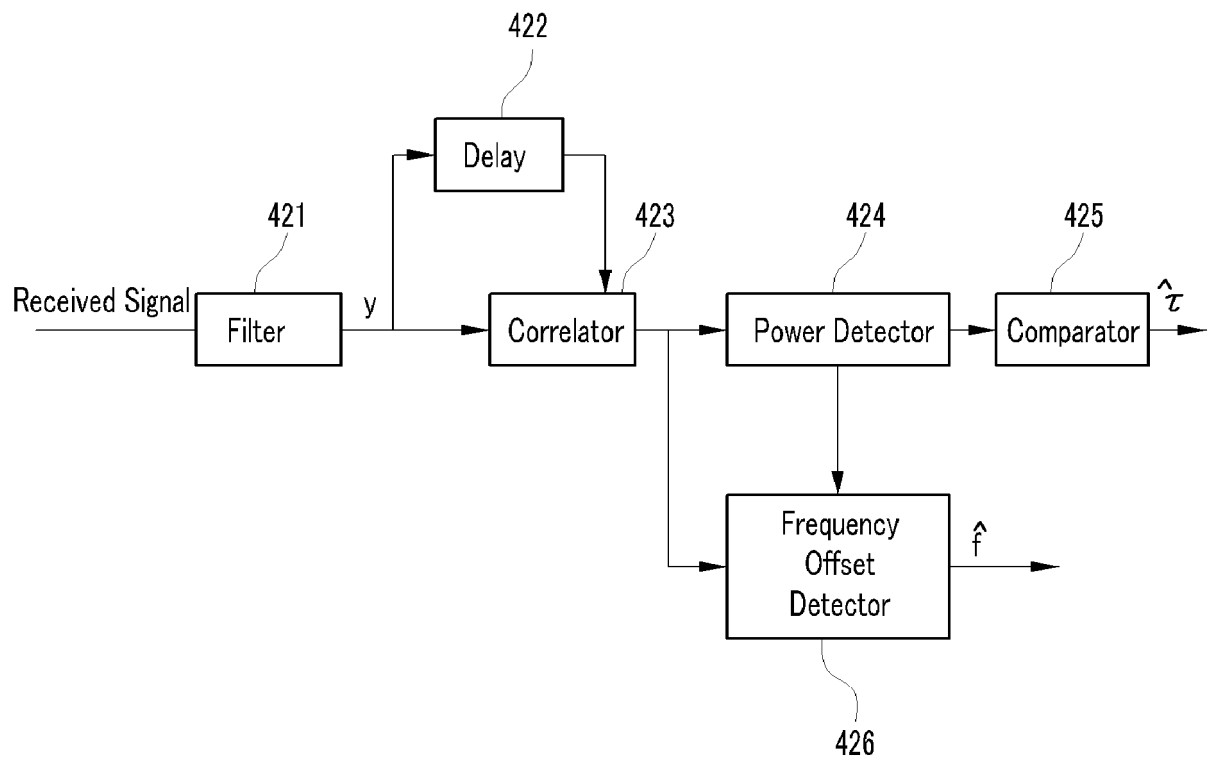 422
Delay
421
423
424
425
Received Signal
Filter
y
Correlator
Power Detector
Comparator
τ̂
Frequency
Offset
Detector
f̂
426